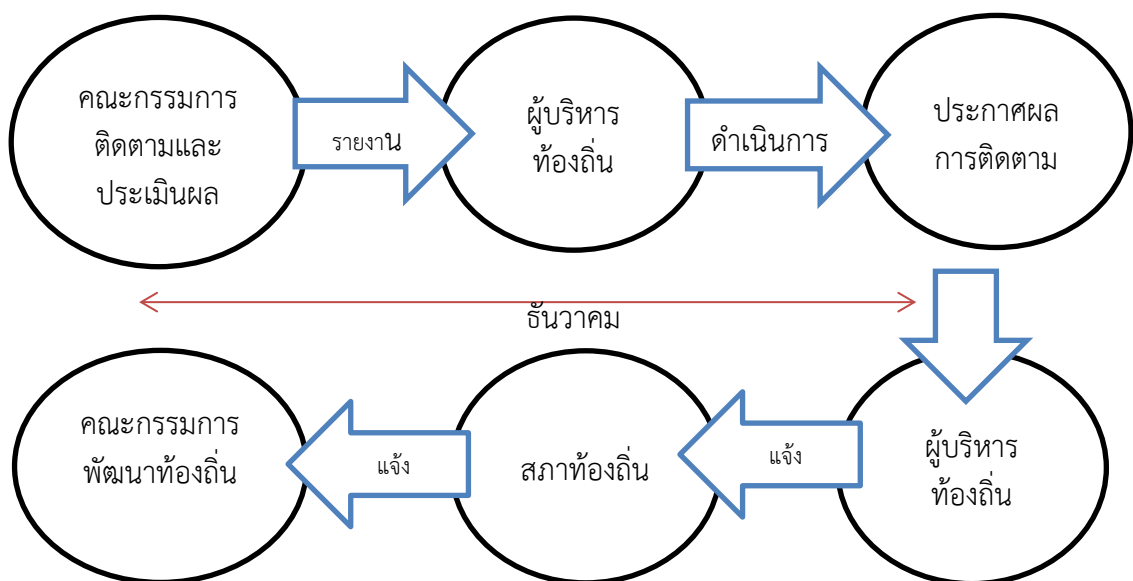 คณะกรรมการ
ติดตามและ
ประเมินผล
รายงาน
ผู้บริหาร
ท้องถิ่น
ดำเนินการ
ประกาศผล
การติดตาม
ธันวาคม
ผู้บริหาร
ท้องถิ่น
แจ้ง
สภาท้องถิ่น
แจ้ง
คณะกรรมการ
พัฒนาท้องถิ่น